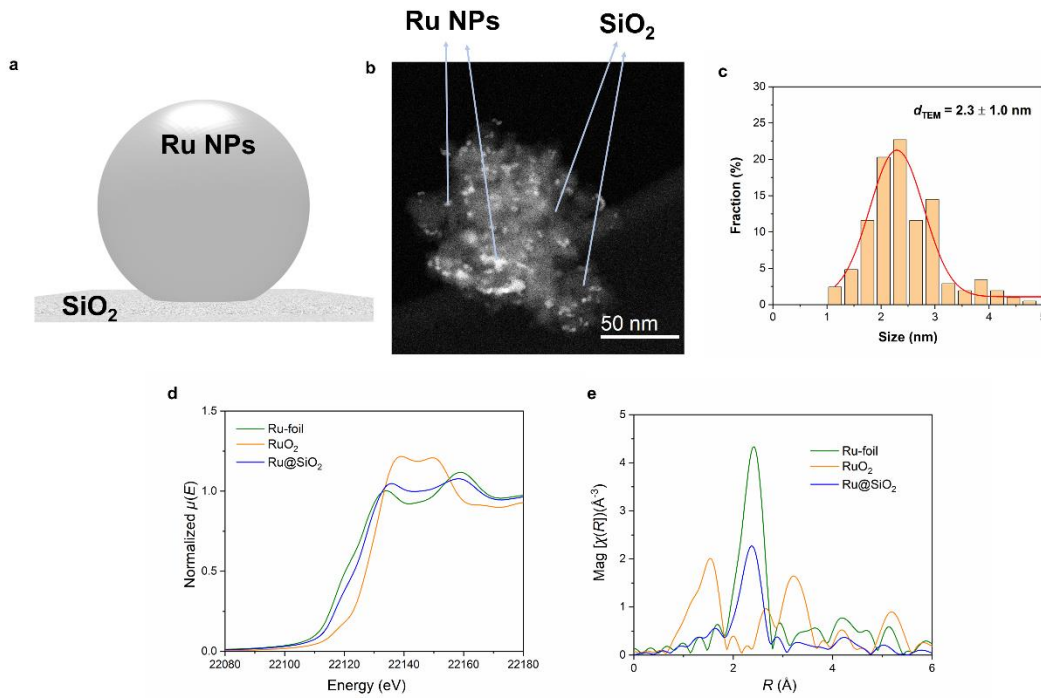 Ru NPs
SiO₂
a
b
c
Ru NPs
SiO₂
50 nm
d_TEM = 2.3 ± 1.0 nm
30
25
20
15
10
5
0
Fraction (%)
0 1 2 3 4 5
Size (nm)
d
e
1.5
1.0
0.5
0.0
Normalized μ(E)
Ru-foil
RuO₂
Ru@SiO₂
22080 22100 22120 22140 22160 22180
Energy (eV)
5
4
3
2
1
0
Mag [χ(R)](Å⁻³)
Ru-foil
RuO₂
Ru@SiO₂
0 2 4 6
R (Å)